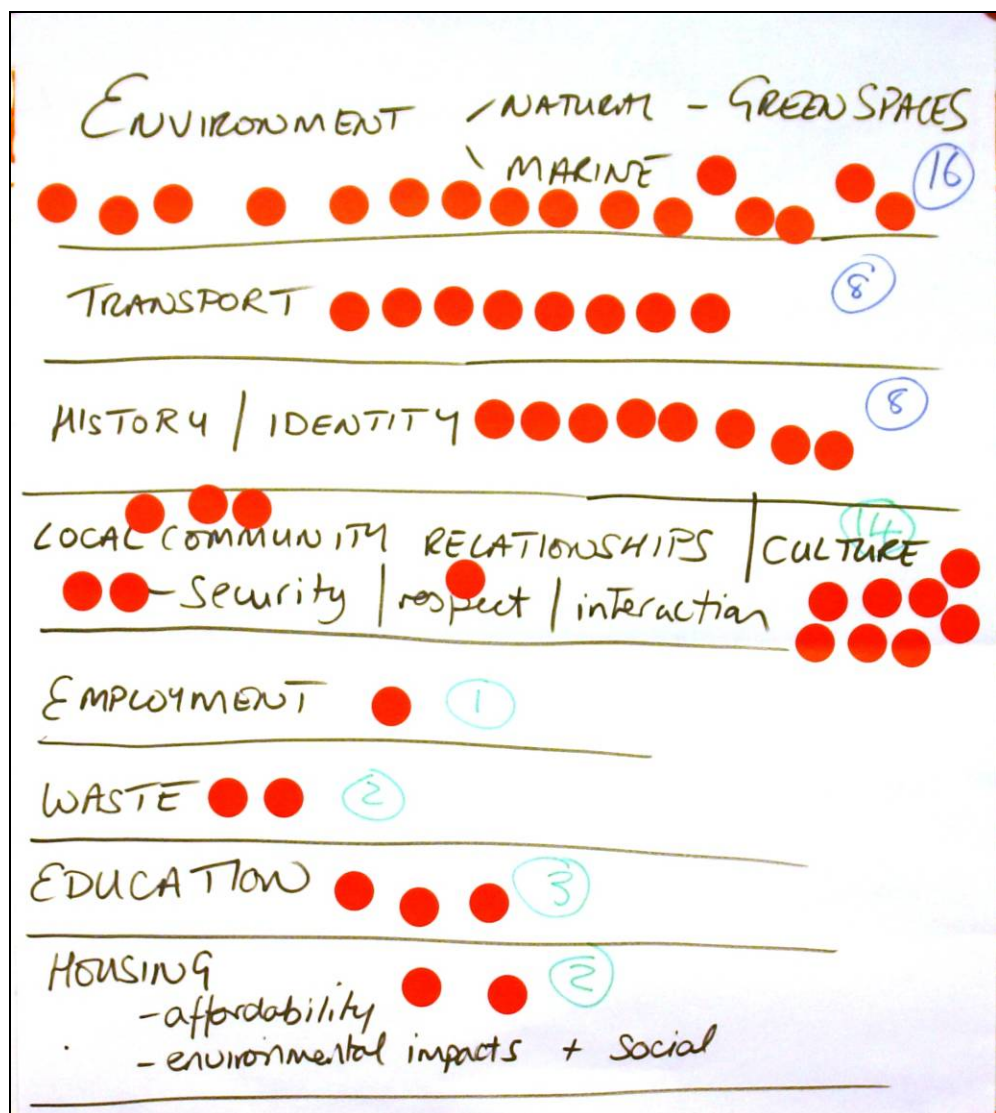 ENVIRONMENT / NATURAL - GREEN SPACES
\ MARINE 16
TRANSPORT 8
HISTORY / IDENTITY 8
LOCAL COMMUNITY RELATIONSHIPS | CULTURE 14
- Security | respect | interaction
EMPLOYMENT 1
WASTE 2
EDUCATION 3
HOUSING 2
- affordability
- environmental impacts + social